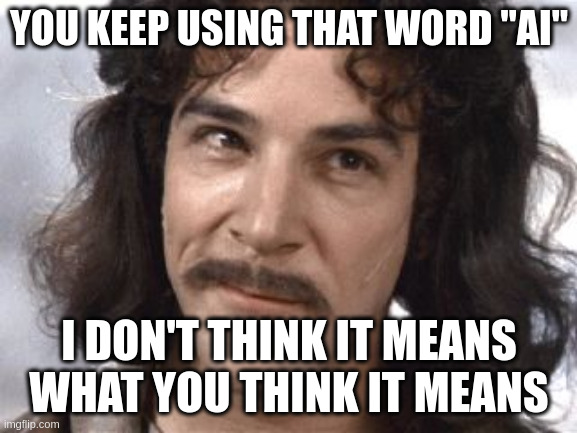 YOU KEEP USING THAT WORD "AI"
I DON'T THINK IT MEANS
WHAT YOU THINK IT MEANS
imgflip.com